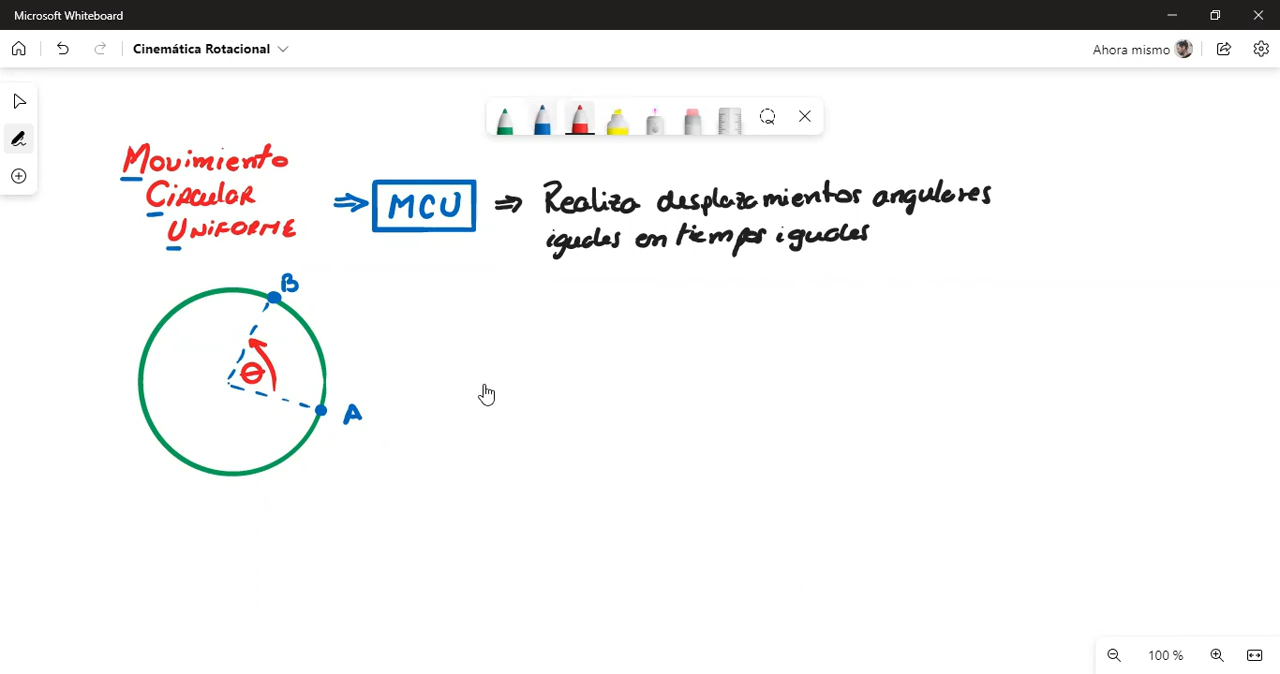 Microsoft Whiteboard
Cinemática Rotacional
Ahora mismo
Movimiento
Circular
Uniforme
⇒ MCU ⇒ Realiza desplazamientos angulares
iguales en tiempos iguales
B
θ
A
100 %